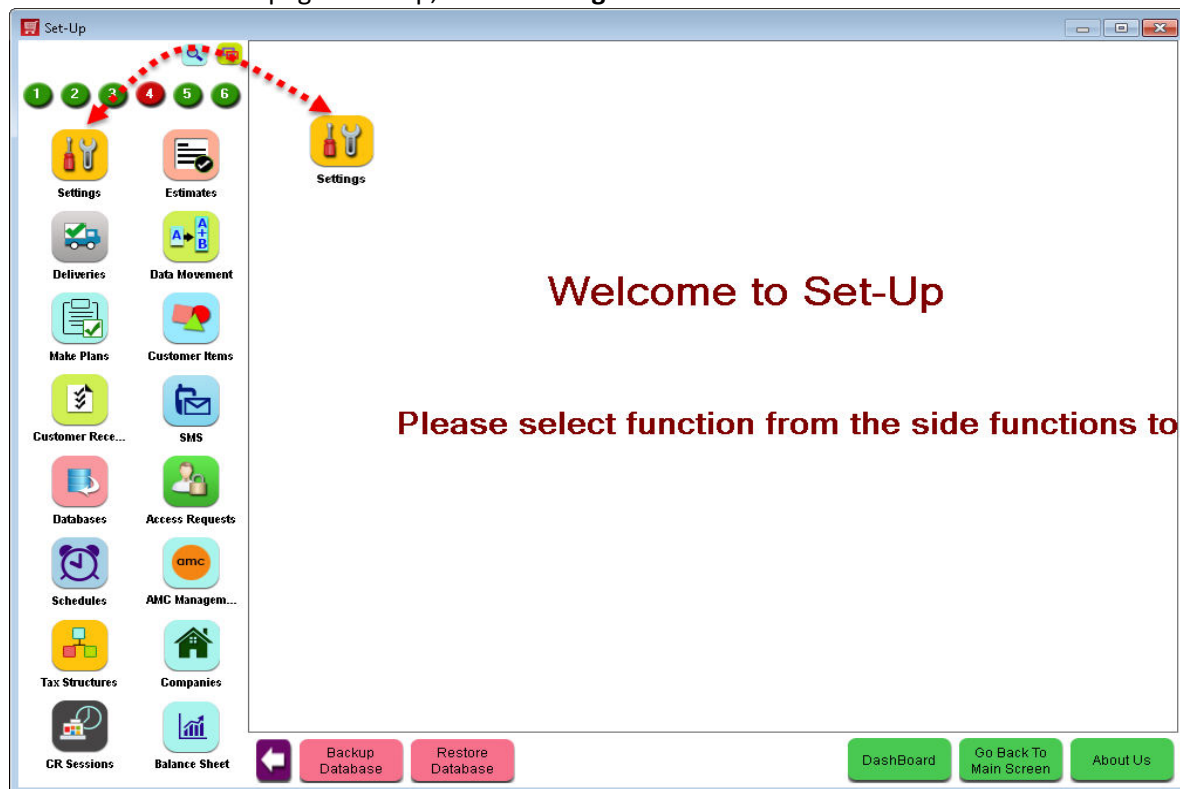 Set-Up
1 2 3 4 5 6
Settings Estimates
Settings
Deliveries Data Movement
A A+B
Welcome to Set-Up
Make Plans Customer Items
Please select function from the side functions to
Customer Rece... SMS
Databases Access Requests
amc
Schedules AMC Managem...
Tax Structures Companies
CR Sessions Balance Sheet
Backup
Database
Restore
Database
DashBoard
Go Back To
Main Screen
About Us